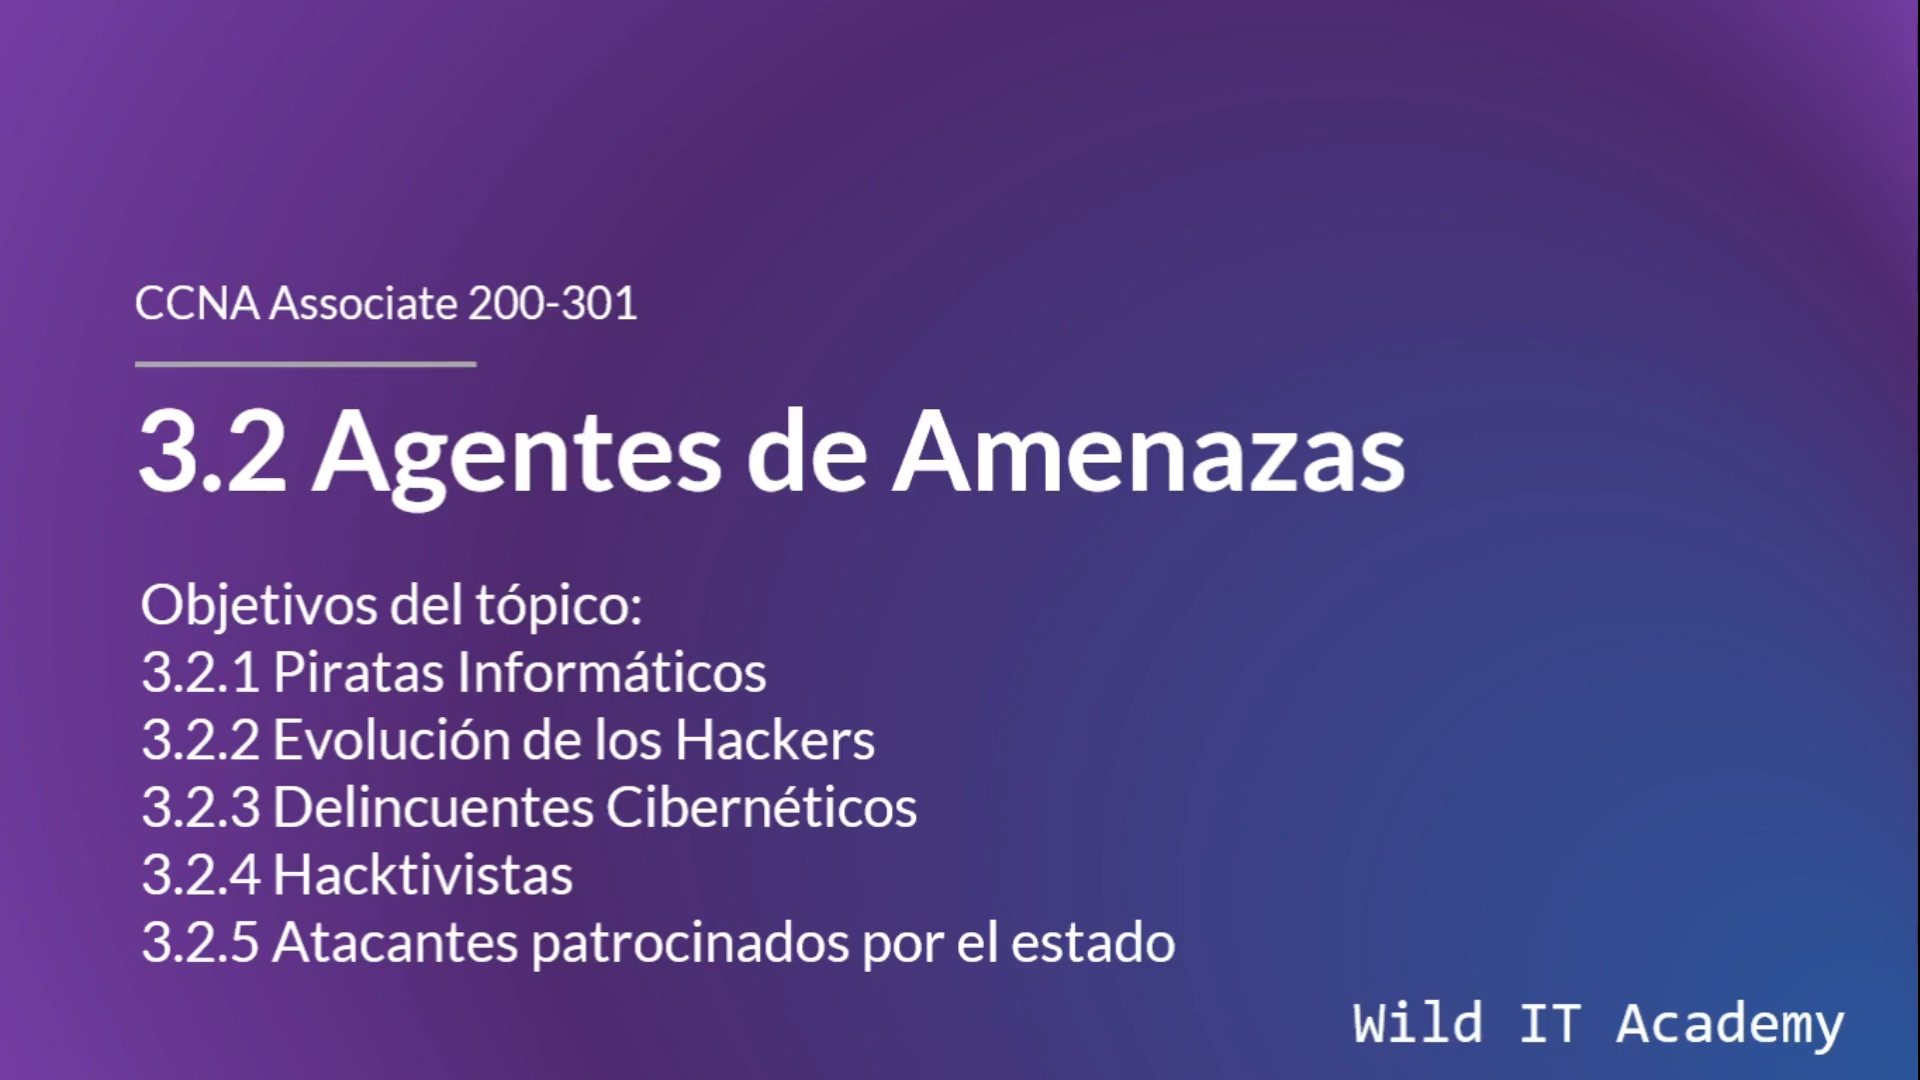 CCNA Associate 200-301
3.2 Agentes de Amenazas
Objetivos del tópico:
3.2.1 Piratas Informáticos
3.2.2 Evolución de los Hackers
3.2.3 Delincuentes Cibernéticos
3.2.4 Hacktivistas
3.2.5 Atacantes patrocinados por el estado
Wild IT Academy